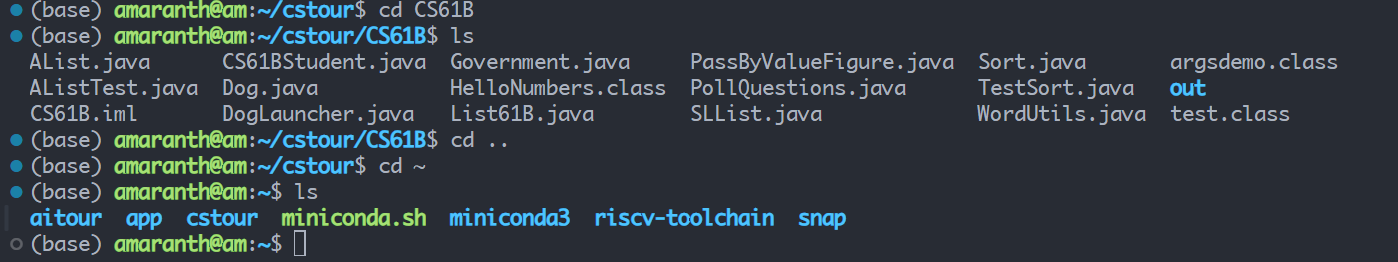 (base) amaranth@am:~/cstour$ cd CS61B
(base) amaranth@am:~/cstour/CS61B$ ls
AList.java CS61BStudent.java Government.java PassByValueFigure.java Sort.java argsdemo.class
AListTest.java Dog.java HelloNumbers.class PollQuestions.java TestSort.java out
CS61B.iml DogLauncher.java List61B.java SLList.java WordUtils.java test.class
(base) amaranth@am:~/cstour/CS61B$ cd ..
(base) amaranth@am:~/cstour$ cd ~
(base) amaranth@am:~$ ls
aitour app cstour miniconda.sh miniconda3 riscv-toolchain snap
(base) amaranth@am:~$